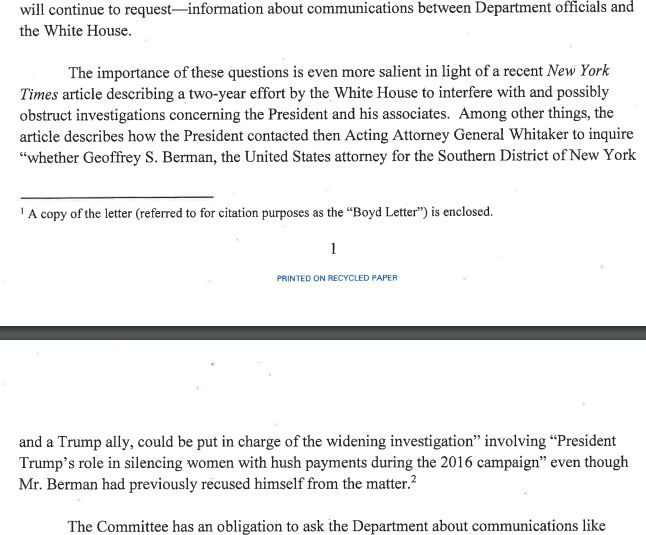 will continue to request—information about communications between Department officials and
the White House.
The importance of these questions is even more salient in light of a recent New York
Times article describing a two-year effort by the White House to interfere with and possibly
obstruct investigations concerning the President and his associates. Among other things, the
article describes how the President contacted then Acting Attorney General Whitaker to inquire
“whether Geoffrey S. Berman, the United States attorney for the Southern District of New York
1 A copy of the letter (referred to for citation purposes as the “Boyd Letter”) is enclosed.
1
PRINTED ON RECYCLED PAPER
and a Trump ally, could be put in charge of the widening investigation” involving “President
Trump’s role in silencing women with hush payments during the 2016 campaign” even though
Mr. Berman had previously recused himself from the matter.2
The Committee has an obligation to ask the Department about communications like